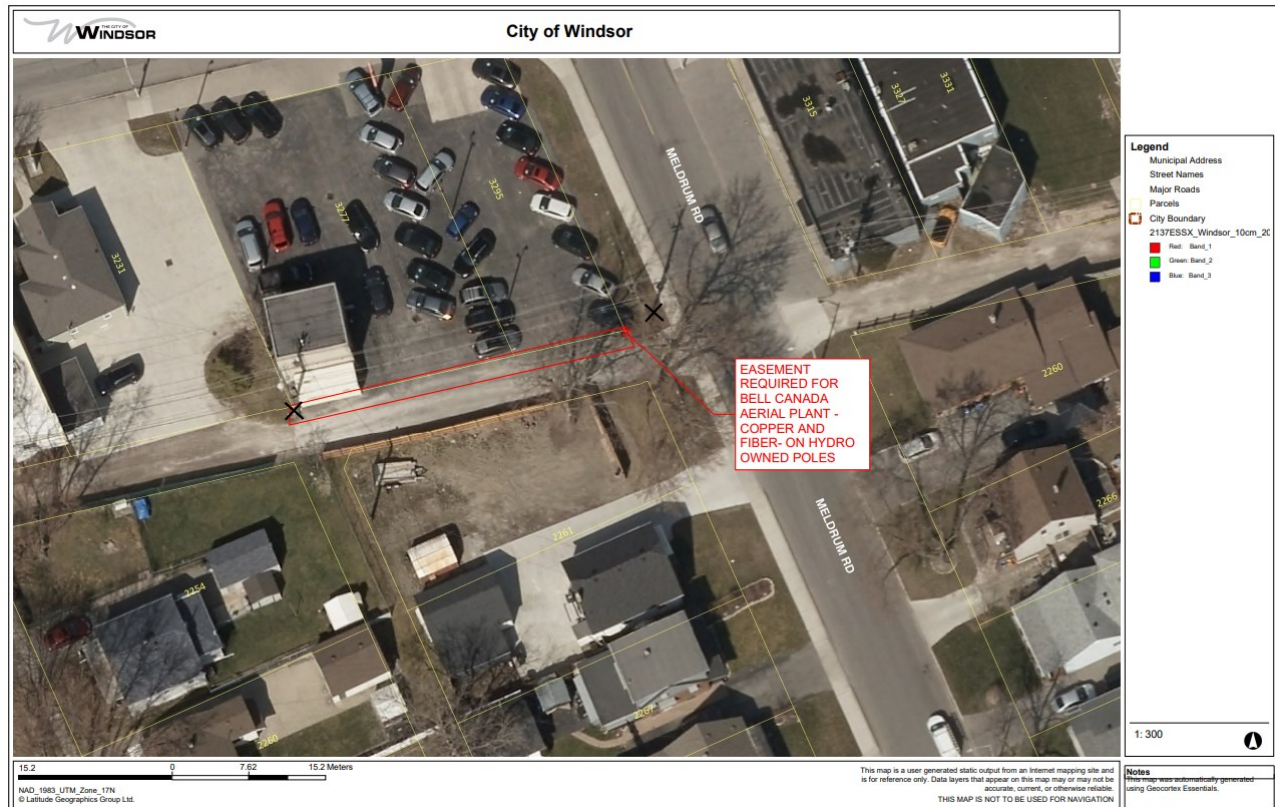 THE CITY OF
WINDSOR
City of Windsor
3315
3327
3331
MELDRUM RD
3295
3277
3231
2260
EASEMENT
REQUIRED FOR
BELL CANADA
AERIAL PLANT -
COPPER AND
FIBER- ON HYDRO
OWNED POLES
2266
MELDRUM RD
2261
2254
2267
2260
Legend
Municipal Address
Street Names
Major Roads
Parcels
City Boundary
2137ESSX_Windsor_10cm_20
Red: Band_1
Green: Band_2
Blue: Band_3
1: 300
15.2 0 7.62 15.2 Meters
NAD_1983_UTM_Zone_17N
© Latitude Geographics Group Ltd.
This map is a user generated static output from an Internet mapping site and
is for reference only. Data layers that appear on this map may or may not be
accurate, current, or otherwise reliable.
THIS MAP IS NOT TO BE USED FOR NAVIGATION
Notes
This map was automatically generated
using Geocortex Essentials.